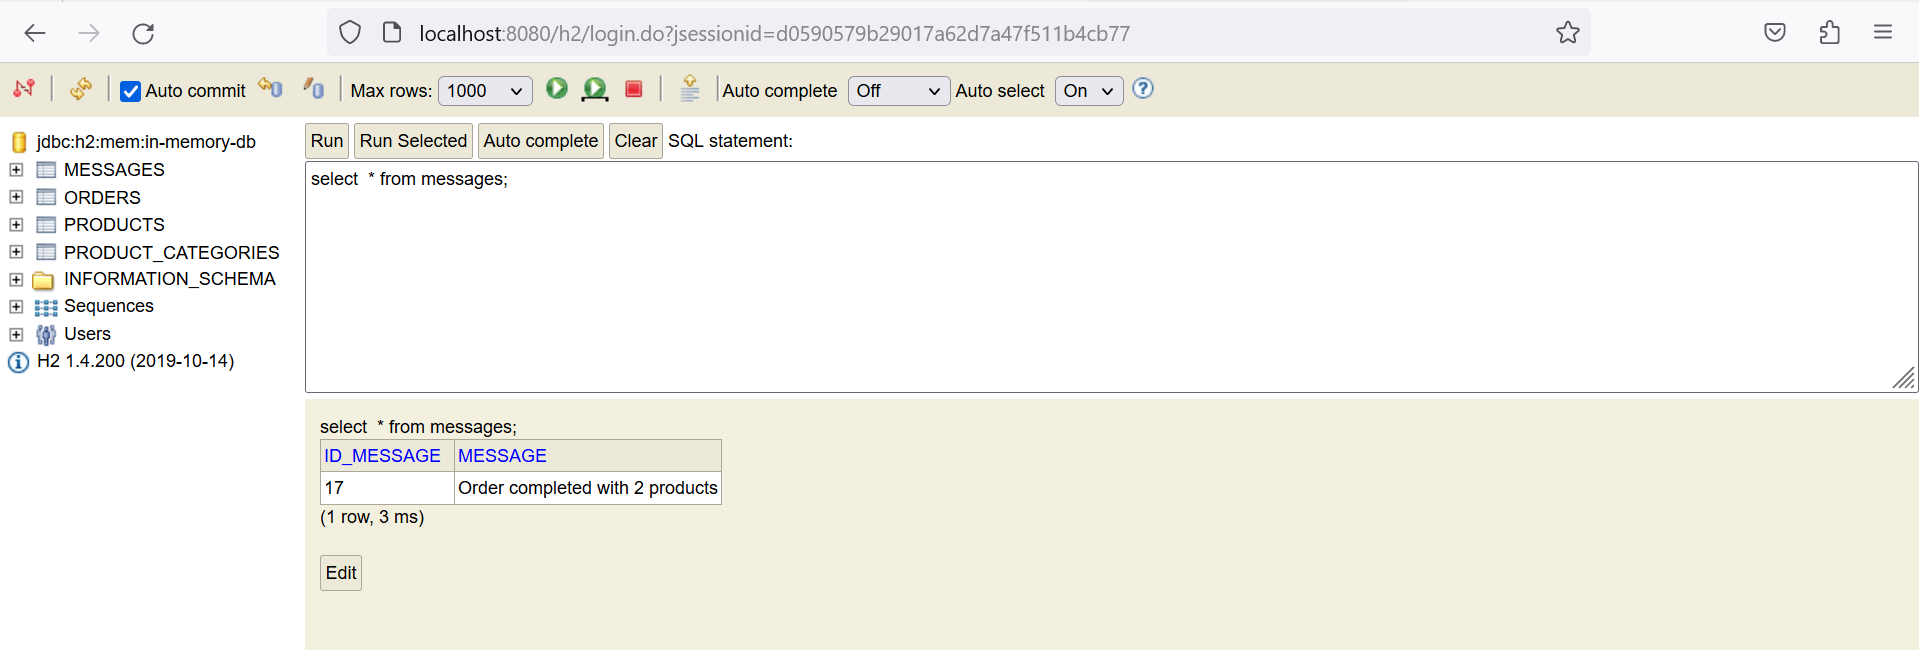 localhost:8080/h2/login.do?jsessionid=d0590579b29017a62d7a47f511b4cb77
Auto commit Max rows: 1000 Auto complete Off Auto select On ?
jdbc:h2:mem:in-memory-db
MESSAGES
ORDERS
PRODUCTS
PRODUCT_CATEGORIES
INFORMATION_SCHEMA
Sequences
Users
H2 1.4.200 (2019-10-14)
Run Run Selected Auto complete Clear SQL statement:
select  * from messages;
select  * from messages;
ID_MESSAGE MESSAGE
17 Order completed with 2 products
(1 row, 3 ms)
Edit